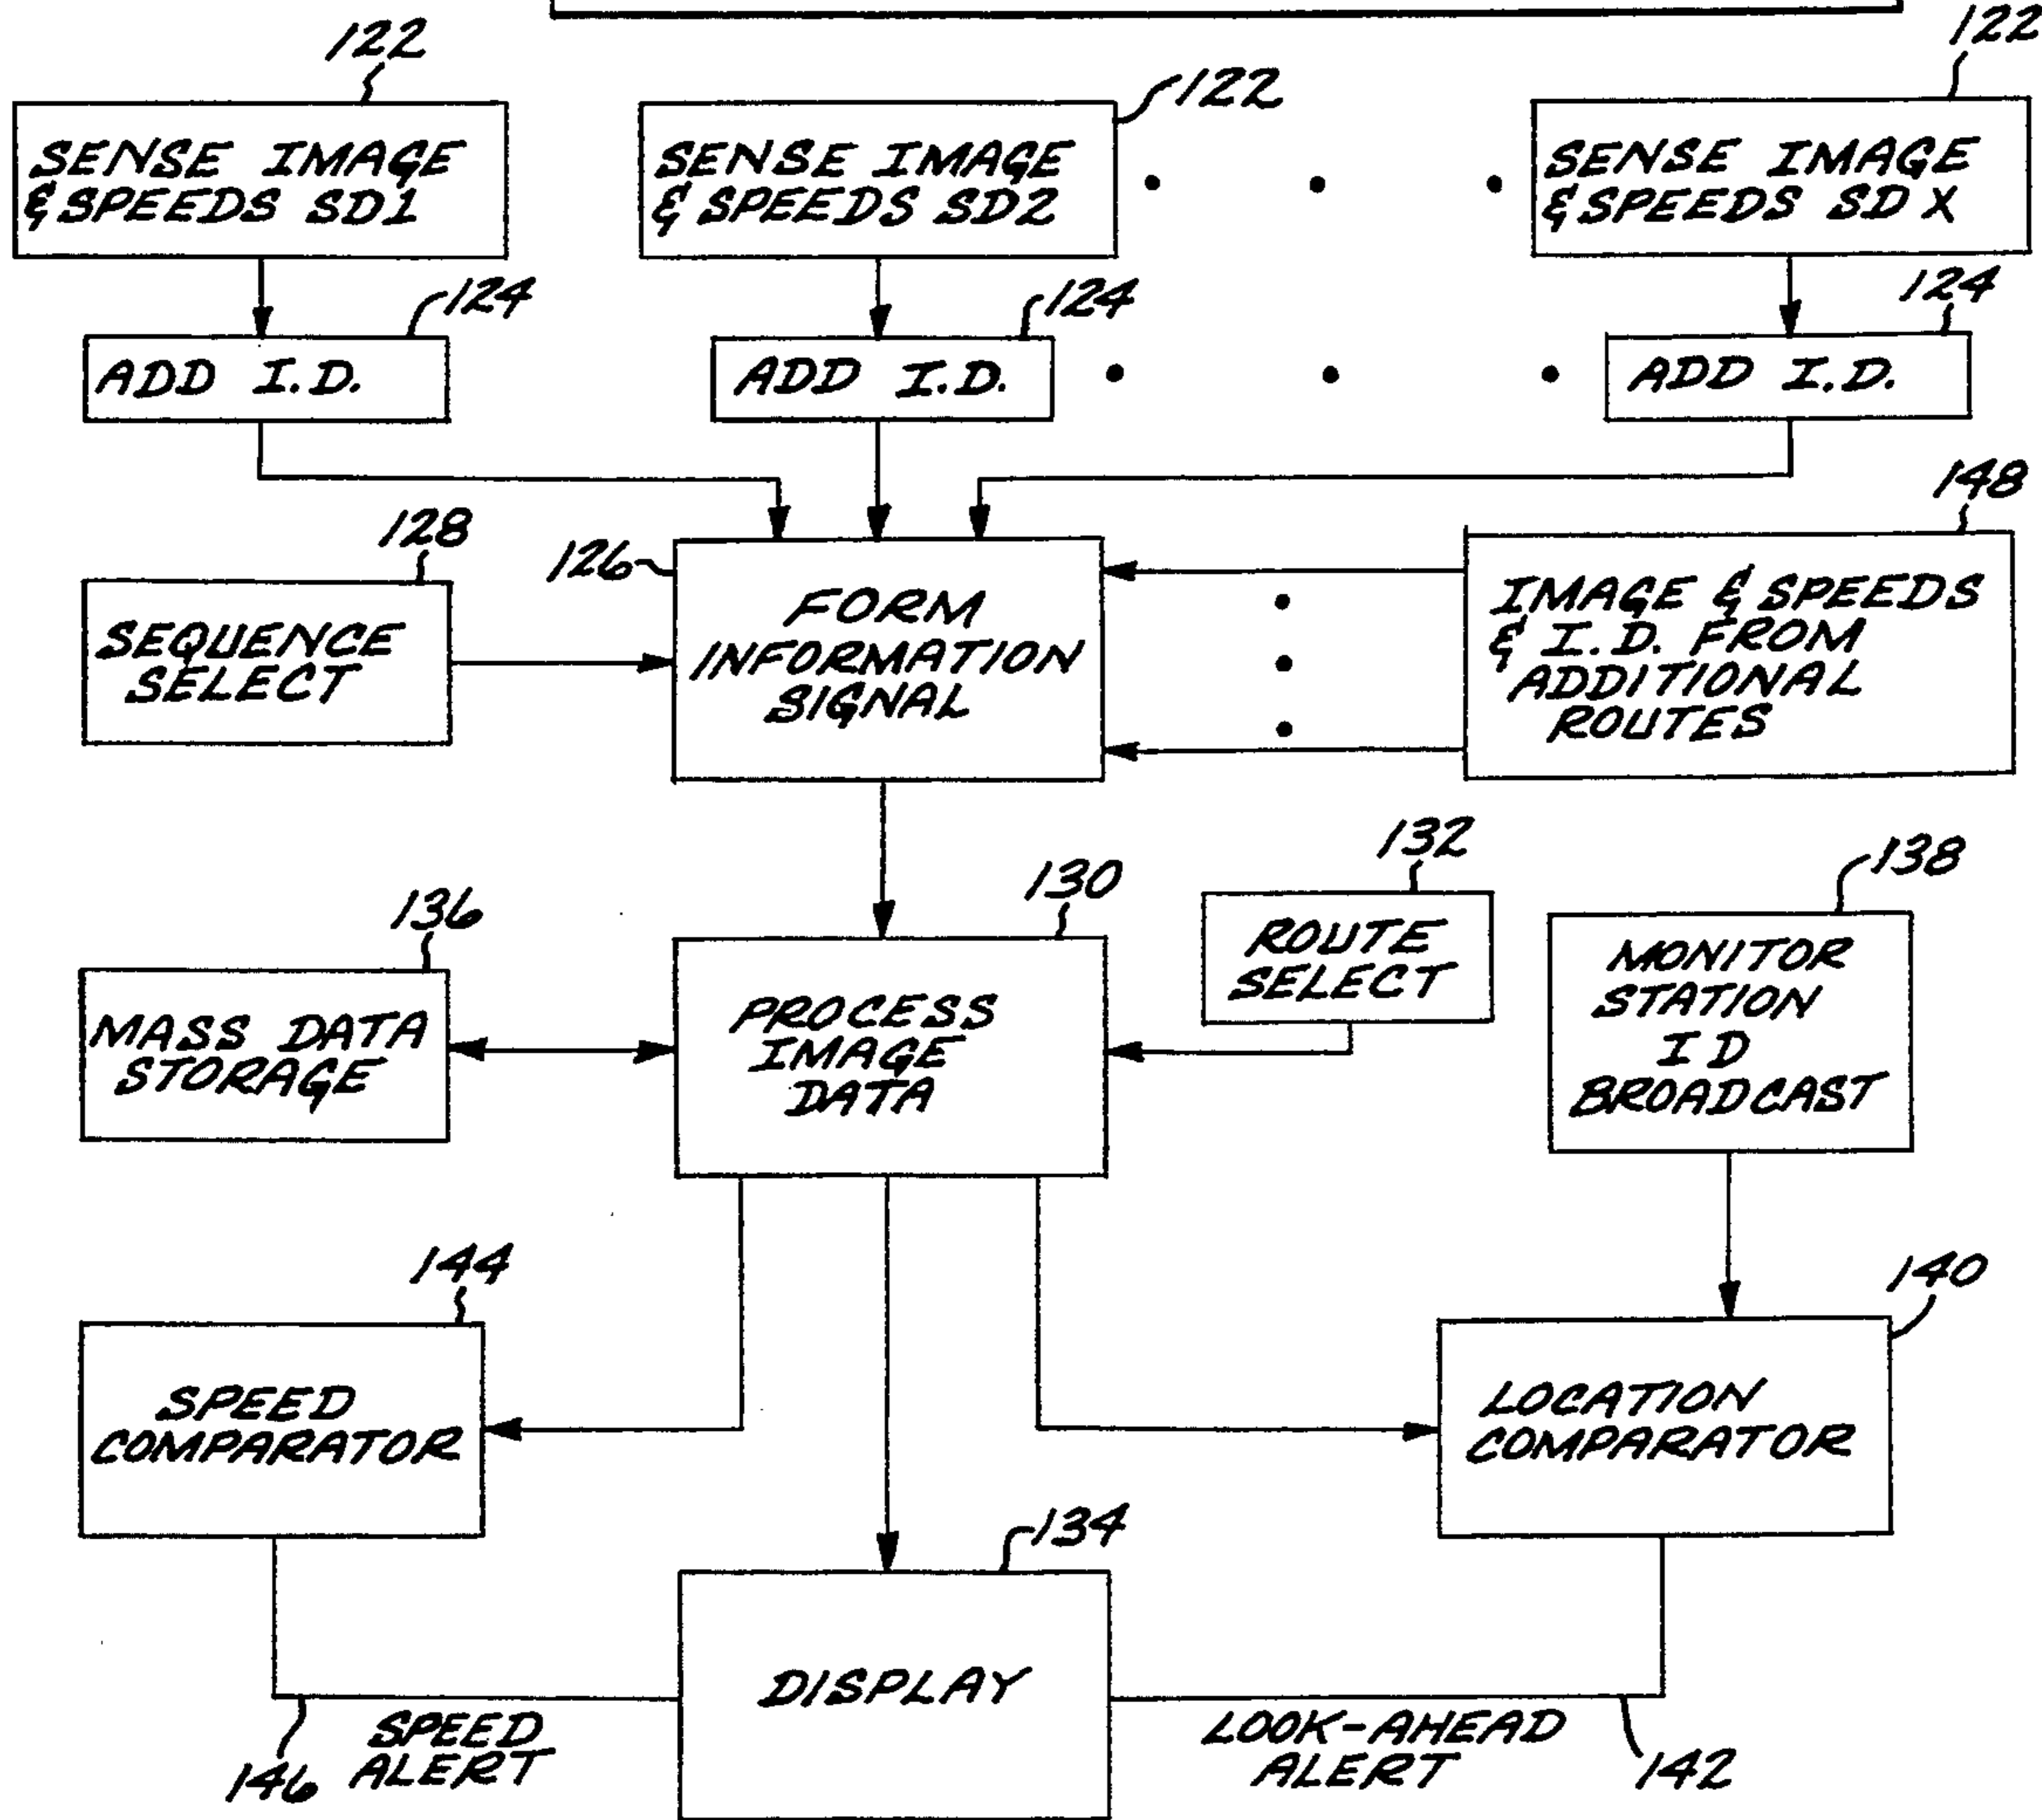 122
122
122
SENSE IMAGE
& SPEEDS SD1
SENSE IMAGE
& SPEEDS SD2
SENSE IMAGE
& SPEEDS SD X
124
124
124
ADD I.D.
ADD I.D.
ADD I.D.
128
126
148
SEQUENCE
SELECT
FORM
INFORMATION
SIGNAL
IMAGE & SPEEDS
& I.D. FROM
ADDITIONAL
ROUTES
136
130
132
138
MASS DATA
STORAGE
PROCESS
IMAGE
DATA
ROUTE
SELECT
MONITOR
STATION
I D
BROADCAST
144
140
SPEED
COMPARATOR
LOCATION
COMPARATOR
134
DISPLAY
146
SPEED
ALERT
LOOK-AHEAD
ALERT
142